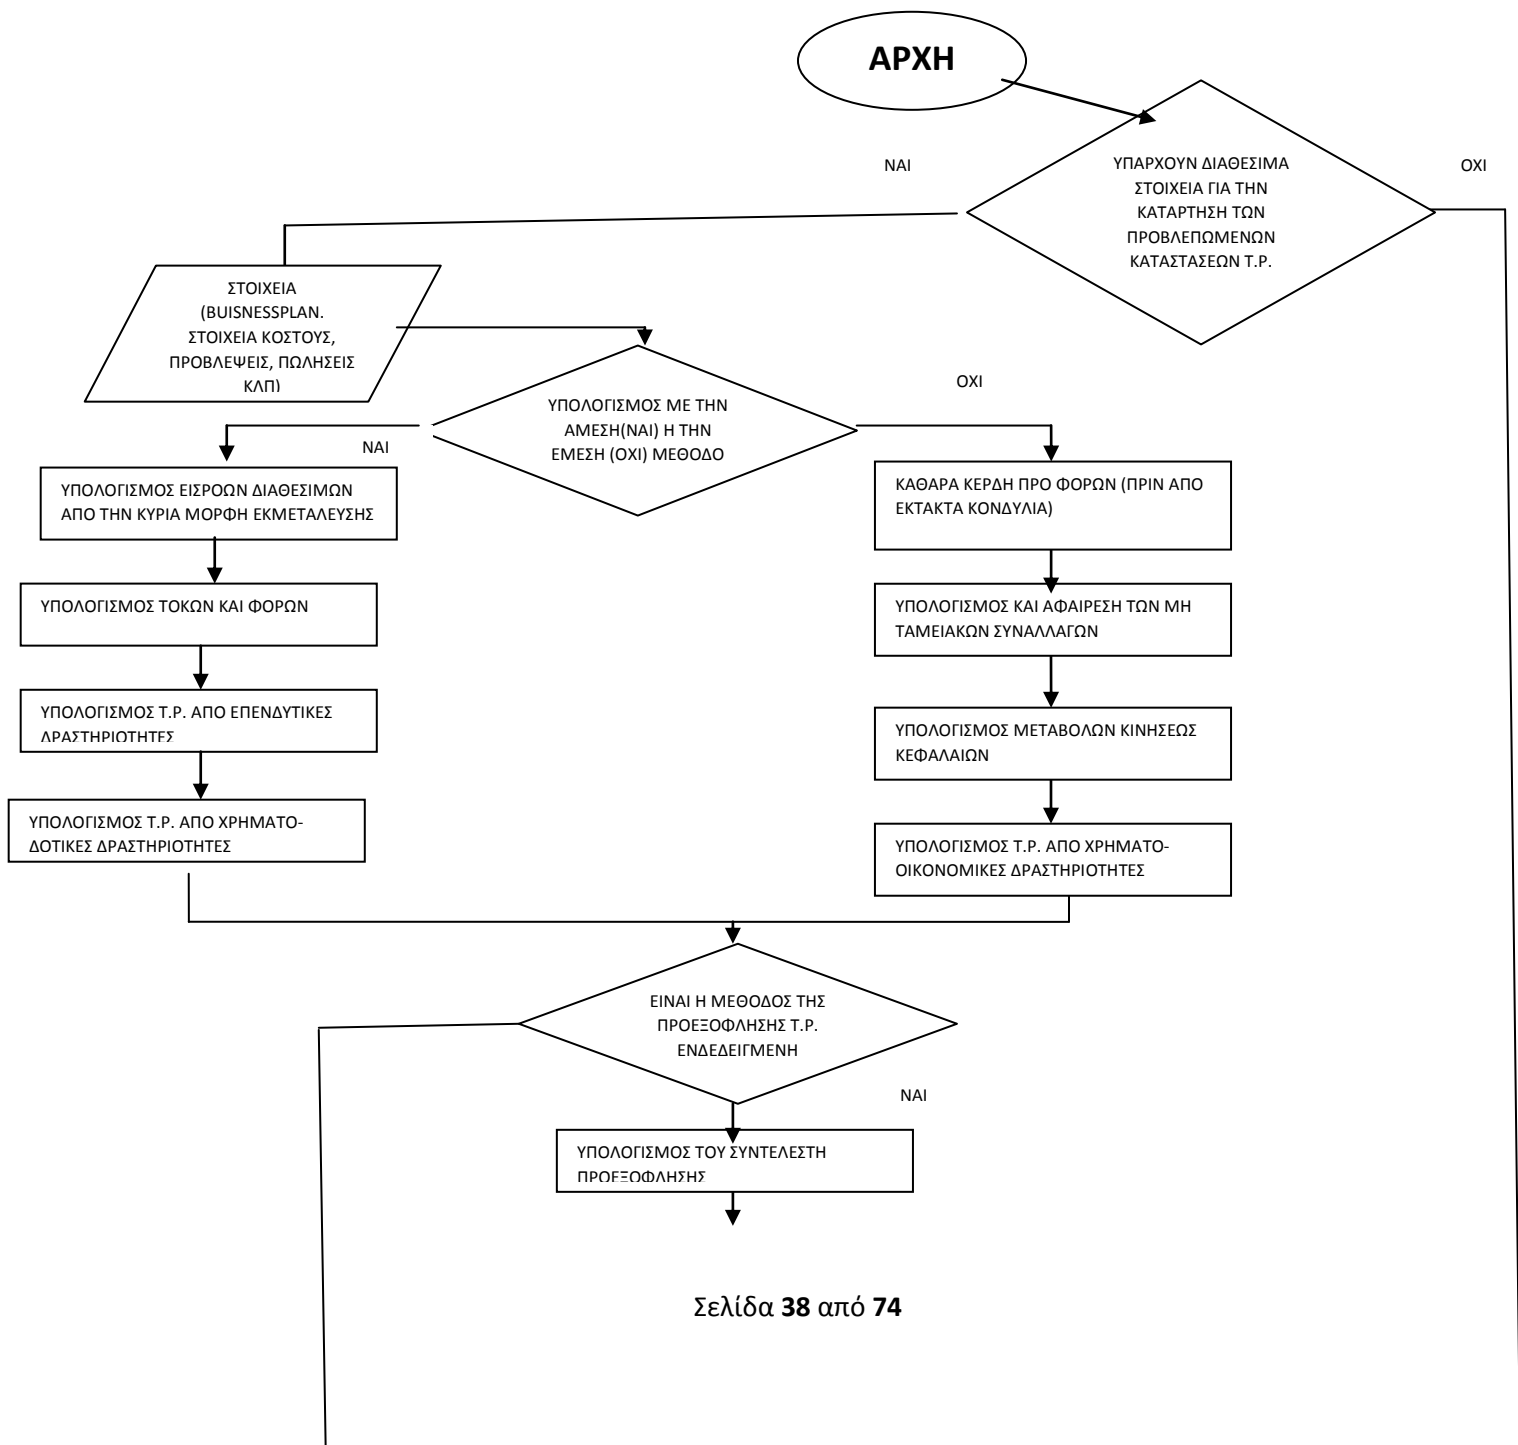 ΑΡΧΗ
ΝΑΙ
ΥΠΑΡΧΟΥΝ ΔΙΑΘΕΣΙΜΑ
ΣΤΟΙΧΕΙΑ ΓΙΑ ΤΗΝ
ΚΑΤΑΡΤΗΣΗ ΤΩΝ
ΠΡΟΒΛΕΠΩΜΕΝΩΝ
ΚΑΤΑΣΤΑΣΕΩΝ Τ.Ρ.
ΟΧΙ
ΣΤΟΙΧΕΙΑ
(BUISNESSPLAN.
ΣΤΟΙΧΕΙΑ ΚΟΣΤΟΥΣ,
ΠΡΟΒΛΕΨΕΙΣ, ΠΩΛΗΣΕΙΣ
ΚΛΠ)
ΥΠΟΛΟΓΙΣΜΟΣ ΜΕ ΤΗΝ
ΑΜΕΣΗ(ΝΑΙ) Η ΤΗΝ
ΕΜΕΣΗ (ΟΧΙ) ΜΕΘΟΔΟ
ΟΧΙ
ΝΑΙ
ΥΠΟΛΟΓΙΣΜΟΣ ΕΙΣΡΟΩΝ ΔΙΑΘΕΣΙΜΩΝ
ΑΠΟ ΤΗΝ ΚΥΡΙΑ ΜΟΡΦΗ ΕΚΜΕΤΑΛΕΥΣΗΣ
ΥΠΟΛΟΓΙΣΜΟΣ ΤΟΚΩΝ ΚΑΙ ΦΟΡΩΝ
ΥΠΟΛΟΓΙΣΜΟΣ Τ.Ρ. ΑΠΟ ΕΠΕΝΔΥΤΙΚΕΣ
ΔΡΑΣΤΗΡΙΟΤΗΤΕΣ
ΥΠΟΛΟΓΙΣΜΟΣ Τ.Ρ. ΑΠΟ ΧΡΗΜΑΤΟ-
ΔΟΤΙΚΕΣ ΔΡΑΣΤΗΡΙΟΤΗΤΕΣ
ΚΑΘΑΡΑ ΚΕΡΔΗ ΠΡΟ ΦΟΡΩΝ (ΠΡΙΝ ΑΠΟ
ΕΚΤΑΚΤΑ ΚΟΝΔΥΛΙΑ)
ΥΠΟΛΟΓΙΣΜΟΣ ΚΑΙ ΑΦΑΙΡΕΣΗ ΤΩΝ ΜΗ
ΤΑΜΕΙΑΚΩΝ ΣΥΝΑΛΛΑΓΩΝ
ΥΠΟΛΟΓΙΣΜΟΣ ΜΕΤΑΒΟΛΩΝ ΚΙΝΗΣΕΩΣ
ΚΕΦΑΛΑΙΩΝ
ΥΠΟΛΟΓΙΣΜΟΣ Τ.Ρ. ΑΠΟ ΧΡΗΜΑΤΟ-
ΟΙΚΟΝΟΜΙΚΕΣ ΔΡΑΣΤΗΡΙΟΤΗΤΕΣ
ΕΙΝΑΙ Η ΜΕΘΟΔΟΣ ΤΗΣ
ΠΡΟΕΞΟΦΛΗΣΗΣ Τ.Ρ.
ΕΝΔΕΔΕΙΓΜΕΝΗ
ΝΑΙ
ΥΠΟΛΟΓΙΣΜΟΣ ΤΟΥ ΣΥΝΤΕΛΕΣΤΗ
ΠΡΟΕΞΟΦΛΗΣΗΣ
Σελίδα 38 από 74